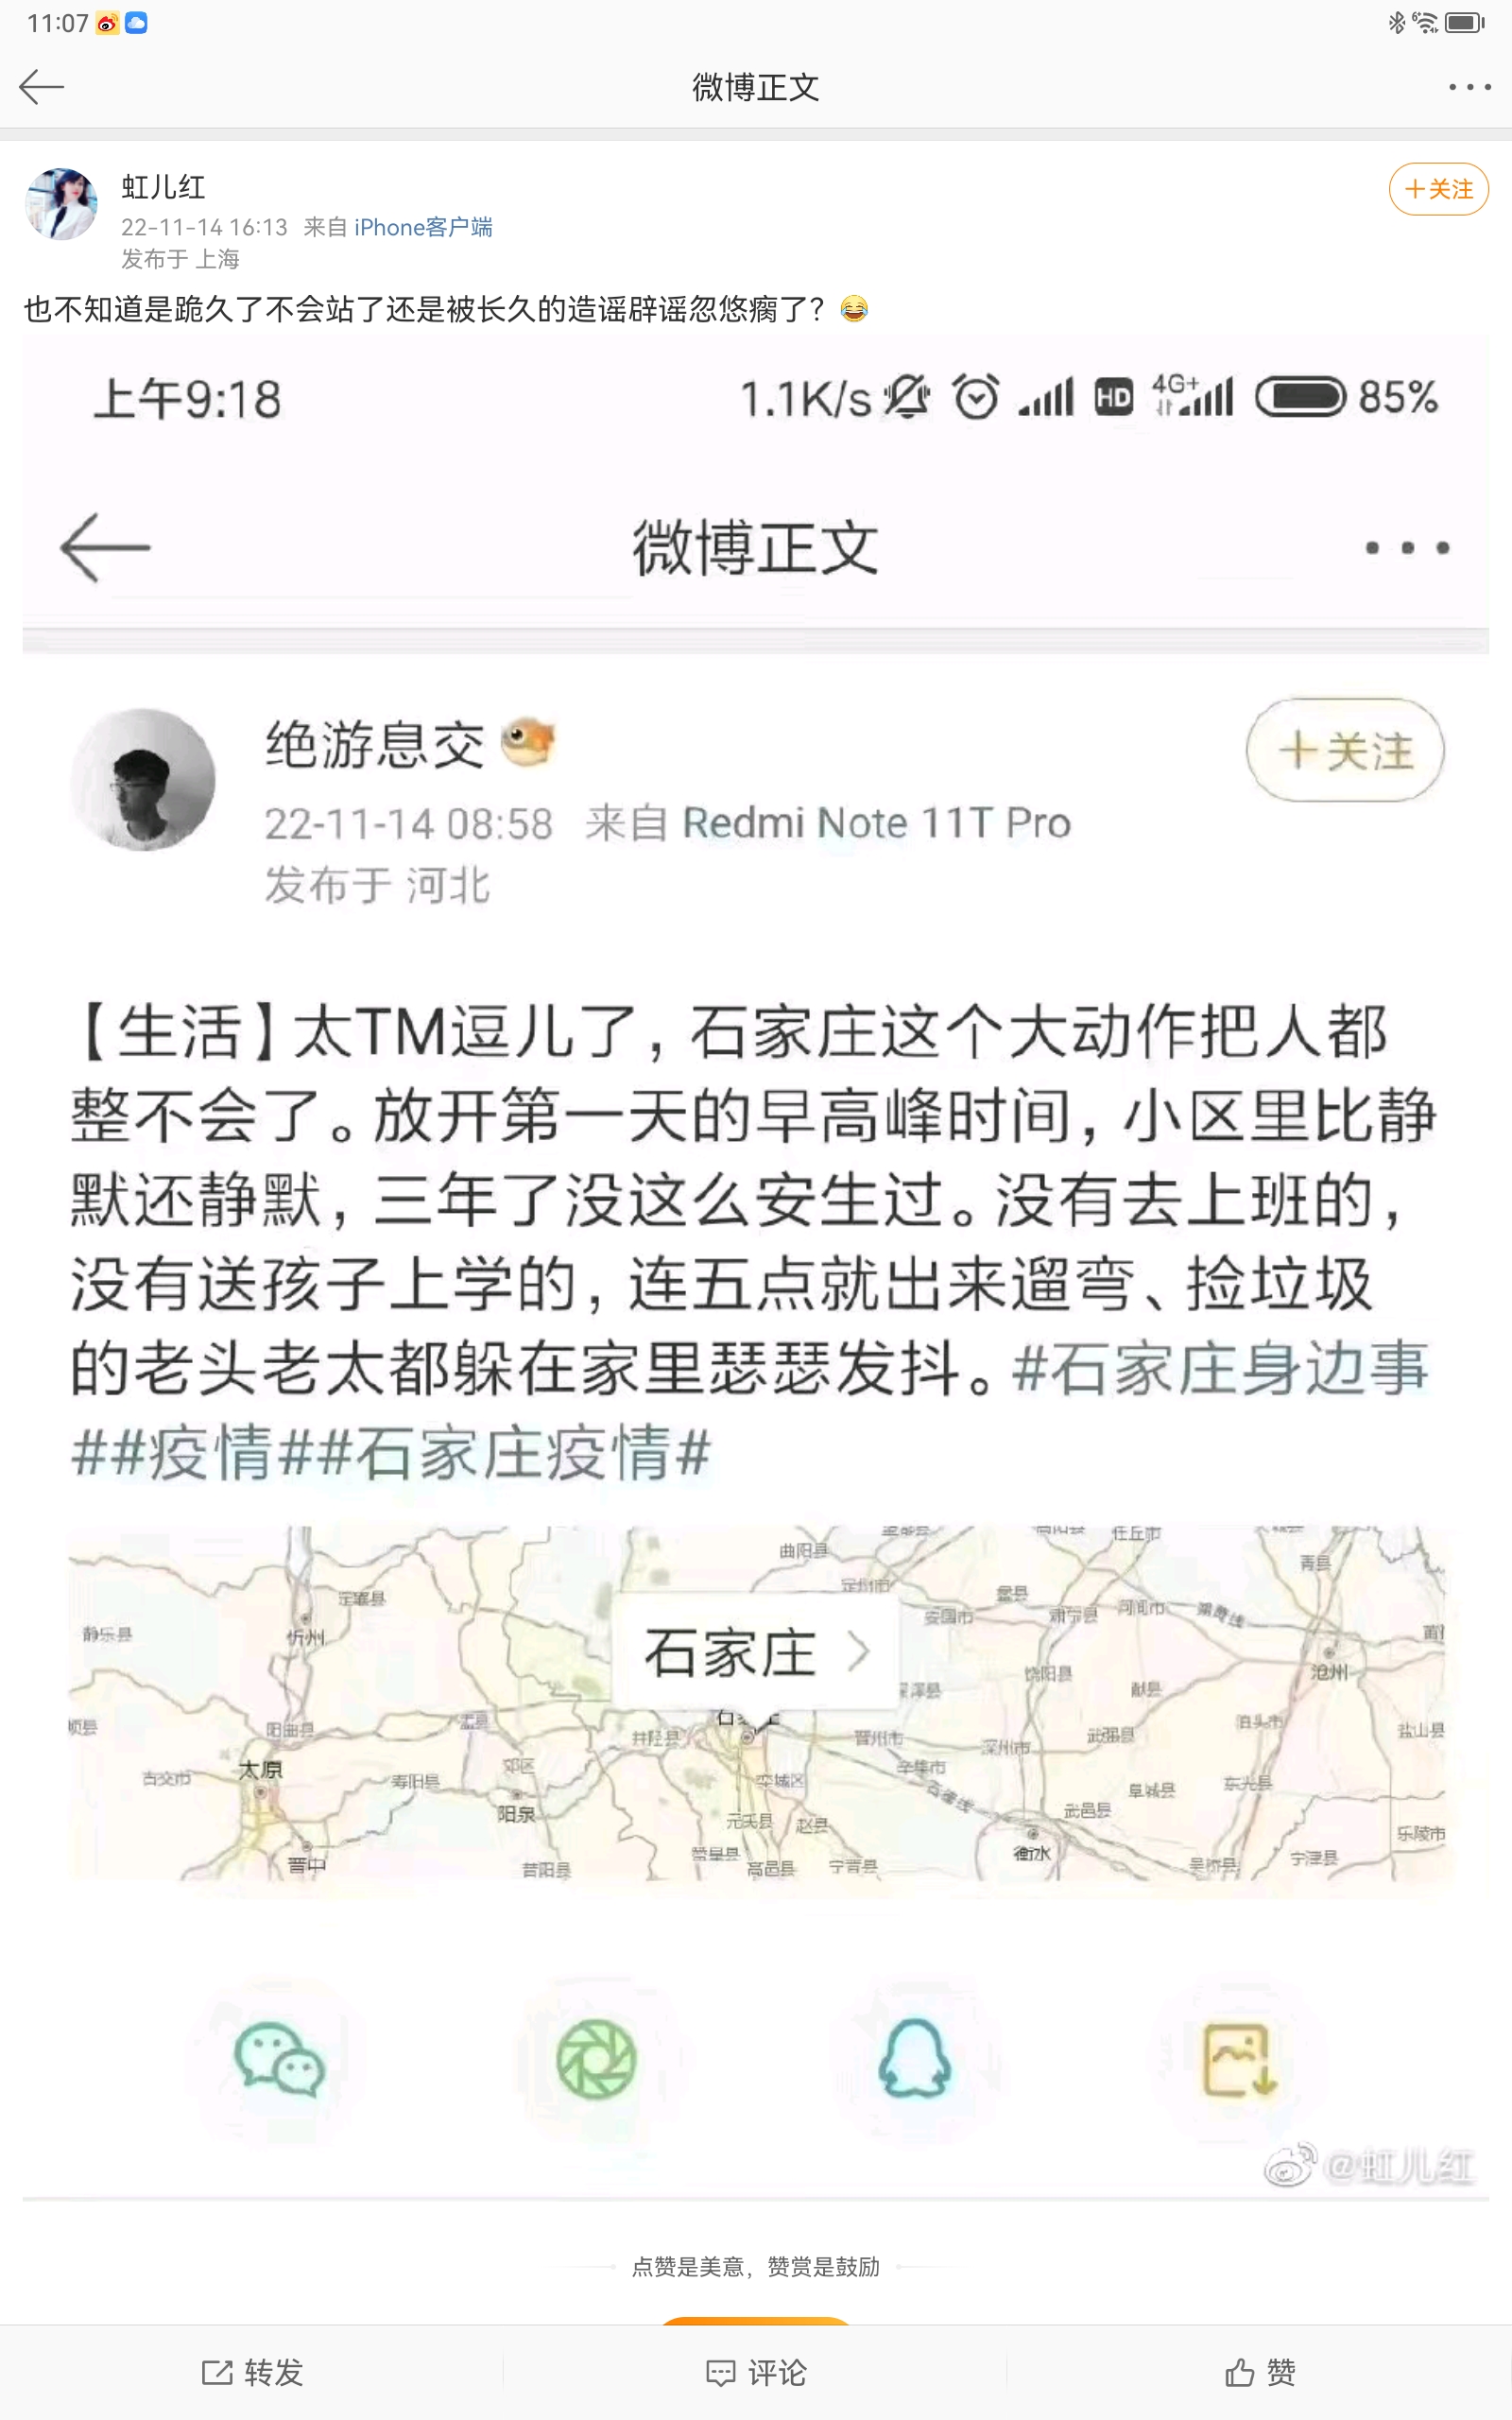 11:07
微博正文
虹儿红
+关注
22-11-14 16:13 来自 iPhone客户端
发布于 上海
也不知道是跪久了不会站了还是被长久的造谣辟谣忽悠瘸了？😂
上午9:18 1.1K/s HD 4G+ 85%
微博正文
绝游息交
+关注
22-11-14 08:58 来自 Redmi Note 11T Pro
发布于 河北
【生活】太TM逗儿了，石家庄这个大动作把人都
整不会了。放开第一天的早高峰时间，小区里比静
默还静默，三年了没这么安生过。没有去上班的，
没有送孩子上学的，连五点就出来遛弯、捡垃圾
的老头老太都躲在家里瑟瑟发抖。#石家庄身边事
##疫情##石家庄疫情#
曲阳县 任丘市
青县
定州市
定襄县 蠡县
安国市 肃宁县 河间市
静乐县 忻州
石家庄
饶阳县 沧州
深泽县 献县
阳曲县 盂县 井陉县 晋州市 深州市 武强县 泊头市 盐山县
太原 古交市 寿阳县 郊区 栾城区 辛集市 阜城县 东光县
阳泉 元氏县 赵县 武邑县
晋中 昔阳县 赞皇县 高邑县 宁晋县 衡水 吴桥县 宁津县 乐陵市
@虹儿红
点赞是美意，赞赏是鼓励
转发 评论 赞